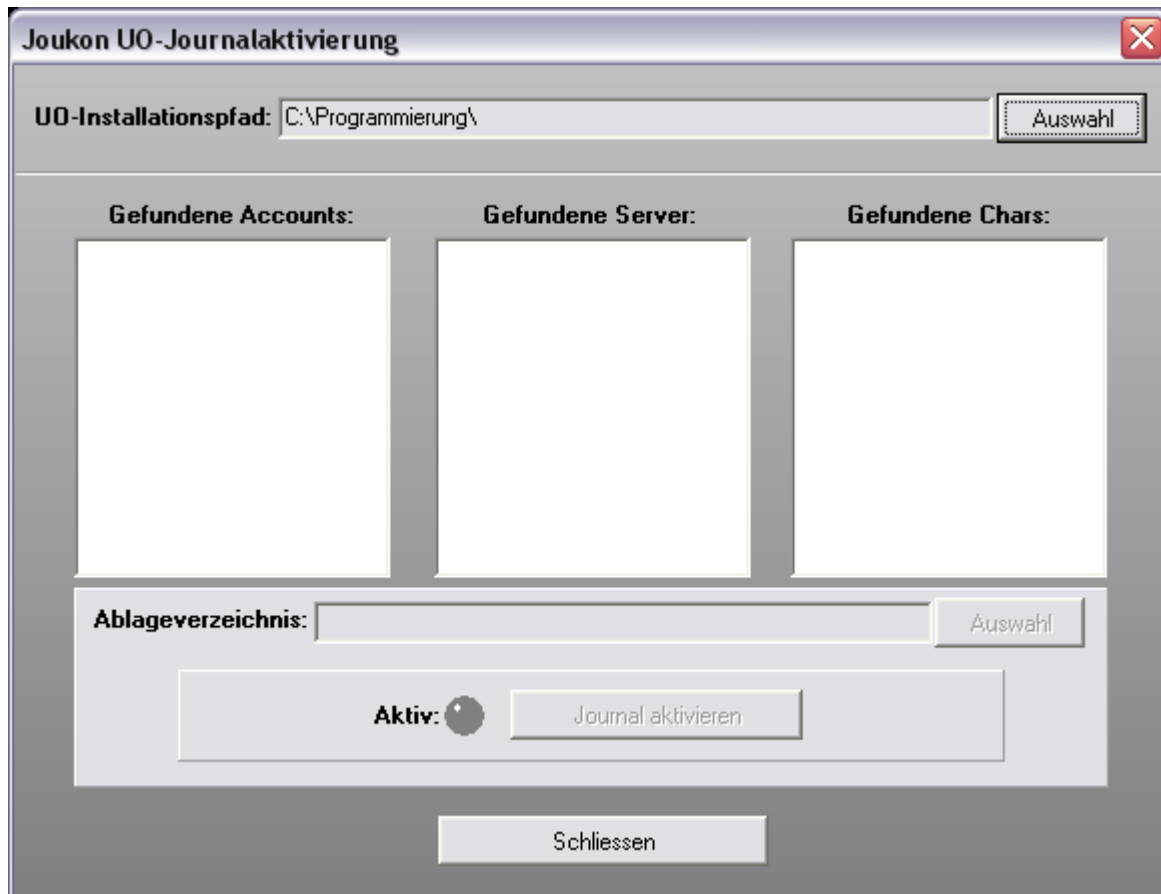 Joukon UO-Journalaktivierung
UO-Installationspfad: C:\Programmierung\ Auswahl
Gefundene Accounts: Gefundene Server: Gefundene Chars:
Ablageverzeichnis: Auswahl
Aktiv: Journal aktivieren
Schliessen